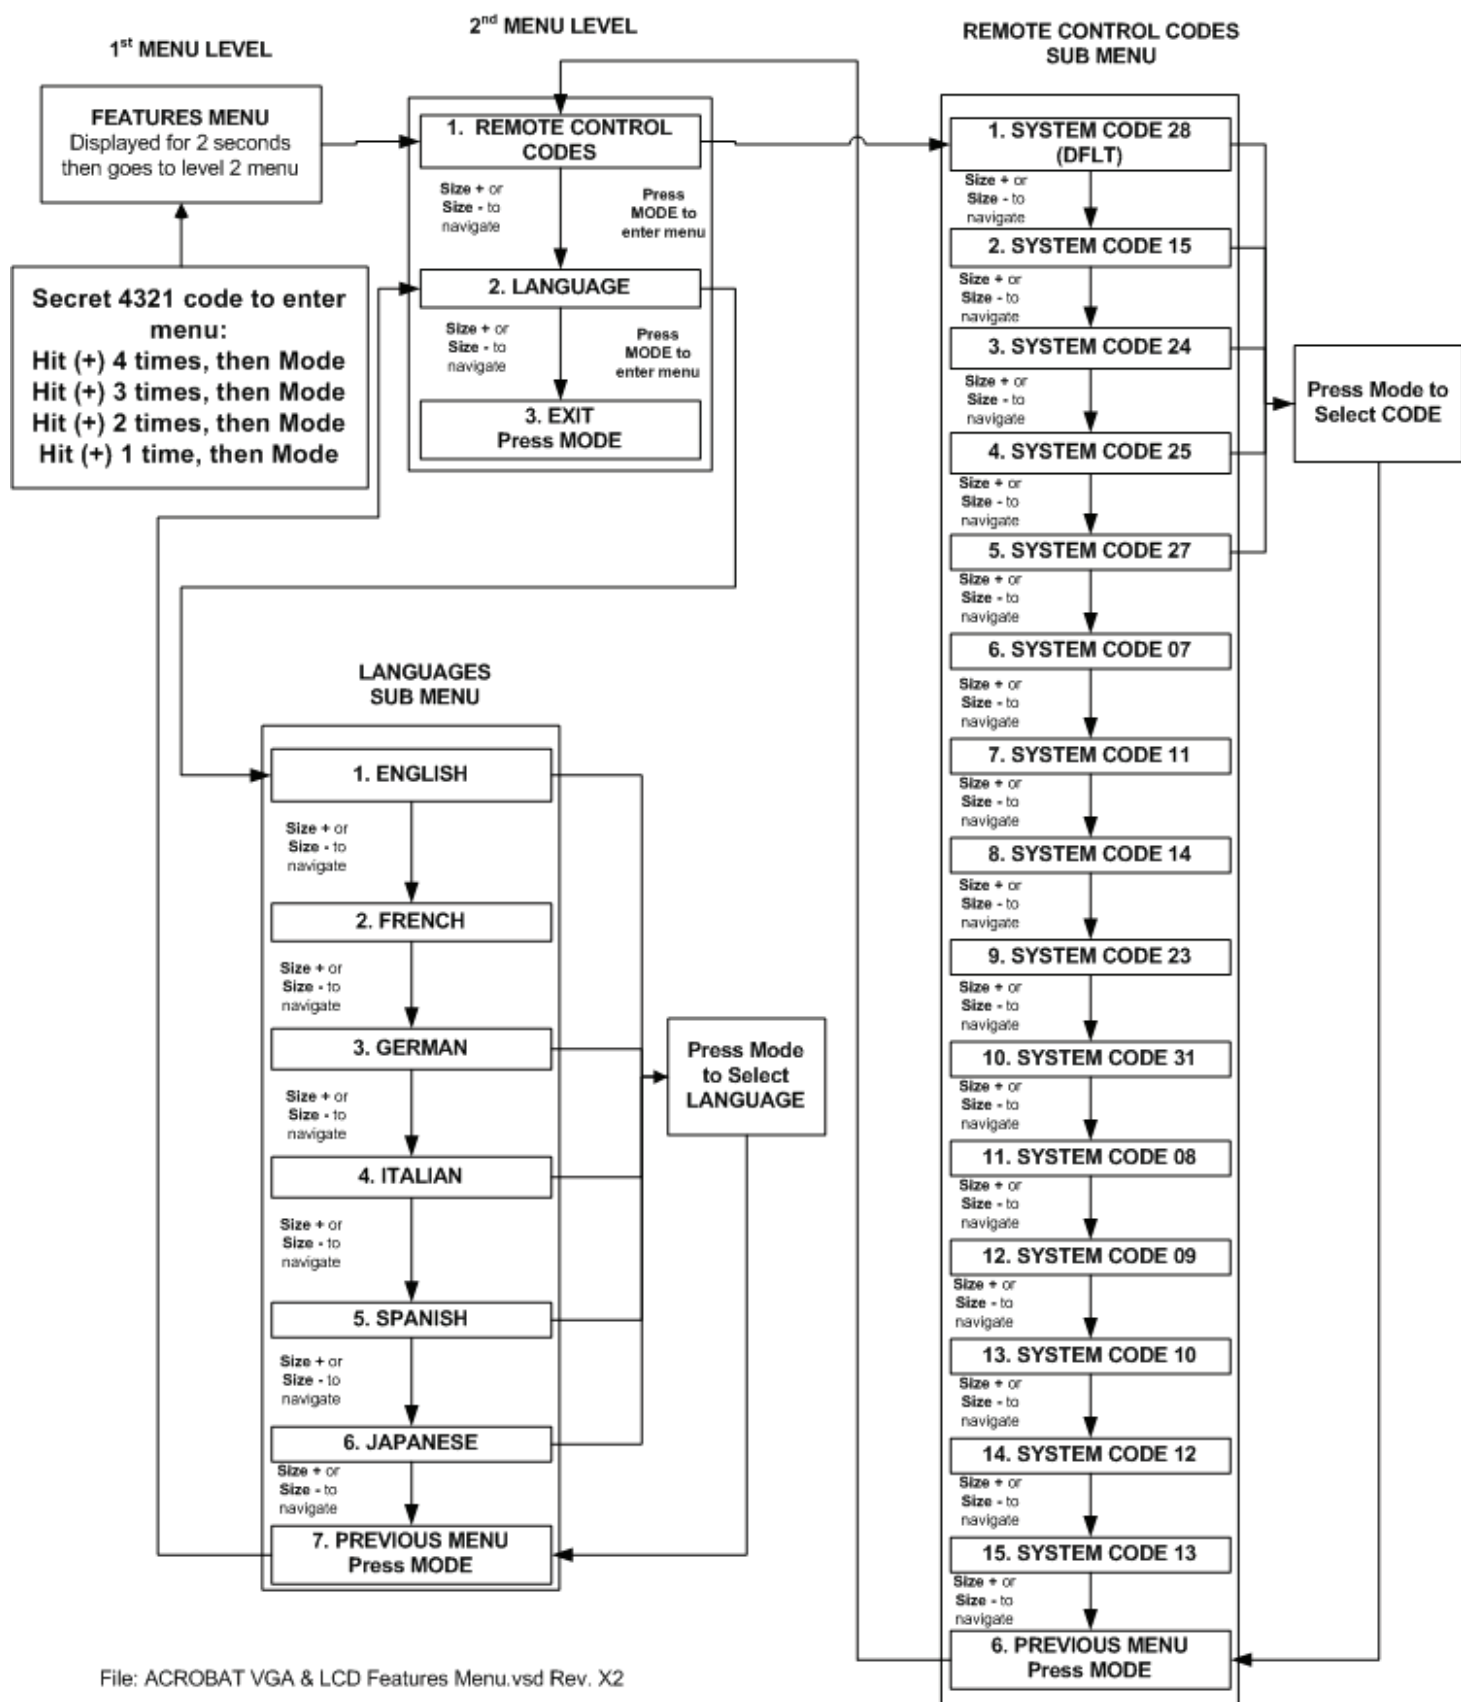 1st MENU LEVEL
FEATURES MENU
Displayed for 2 seconds
then goes to level 2 menu
Secret 4321 code to enter
menu:
Hit (+) 4 times, then Mode
Hit (+) 3 times, then Mode
Hit (+) 2 times, then Mode
Hit (+) 1 time, then Mode
2nd MENU LEVEL
1. REMOTE CONTROL
CODES
Size + or
Size - to
navigate
Press
MODE to
enter menu
2. LANGUAGE
Size + or
Size - to
navigate
Press
MODE to
enter menu
3. EXIT
Press MODE
LANGUAGES
SUB MENU
1. ENGLISH
Size + or
Size - to
navigate
2. FRENCH
Size + or
Size - to
navigate
3. GERMAN
Size + or
Size - to
navigate
4. ITALIAN
Size + or
Size - to
navigate
5. SPANISH
Size + or
Size - to
navigate
6. JAPANESE
Size + or
Size - to
navigate
7. PREVIOUS MENU
Press MODE
Press Mode
to Select
LANGUAGE
REMOTE CONTROL CODES
SUB MENU
1. SYSTEM CODE 28
(DFLT)
Size + or
Size - to
navigate
2. SYSTEM CODE 15
Size + or
Size - to
navigate
3. SYSTEM CODE 24
Size + or
Size - to
navigate
4. SYSTEM CODE 25
Size + or
Size - to
navigate
5. SYSTEM CODE 27
Size + or
Size - to
navigate
6. SYSTEM CODE 07
Size + or
Size - to
navigate
7. SYSTEM CODE 11
Size + or
Size - to
navigate
8. SYSTEM CODE 14
Size + or
Size - to
navigate
9. SYSTEM CODE 23
Size + or
Size - to
navigate
10. SYSTEM CODE 31
Size + or
Size - to
navigate
11. SYSTEM CODE 08
Size + or
Size - to
navigate
12. SYSTEM CODE 09
Size + or
Size - to
navigate
13. SYSTEM CODE 10
Size + or
Size - to
navigate
14. SYSTEM CODE 12
Size + or
Size - to
navigate
15. SYSTEM CODE 13
Size + or
Size - to
navigate
6. PREVIOUS MENU
Press MODE
Press Mode to
Select CODE
File: ACROBAT VGA & LCD Features Menu.vsd Rev. X2